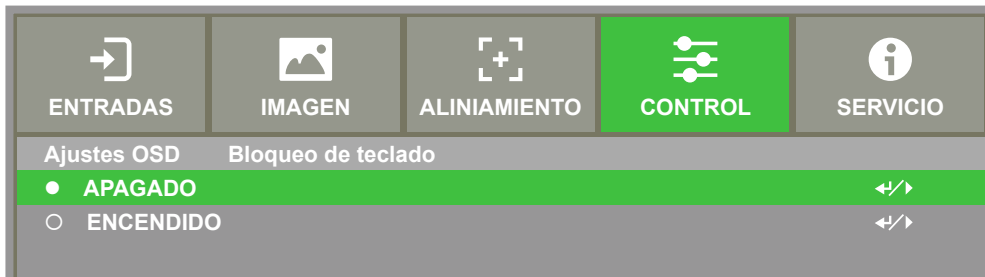 ENTRADAS IMAGEN ALINIAMIENTO CONTROL SERVICIO
Ajustes OSD Bloqueo de teclado
APAGADO
ENCENDIDO